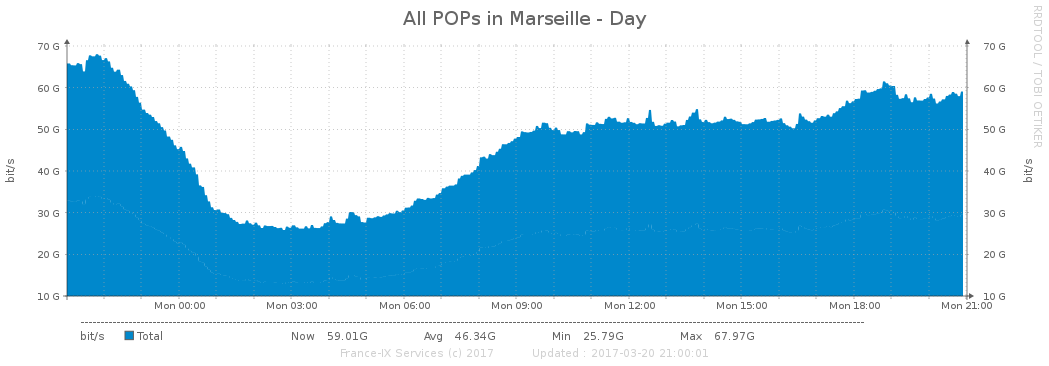 All POPs in Marseille - Day
RRDTOOL / TOBI OETIKER
70 G 70 G
60 G 60 G
50 G 50 G
40 G 40 G
30 G 30 G
20 G 20 G
10 G 10 G
bit/s bit/s
Mon 00:00 Mon 03:00 Mon 06:00 Mon 09:00 Mon 12:00 Mon 15:00 Mon 18:00 Mon 21:00
bit/s Total Now 59.01G Avg 46.34G Min 25.79G Max 67.97G
France-IX Services (c) 2017 Updated : 2017-03-20 21:00:01